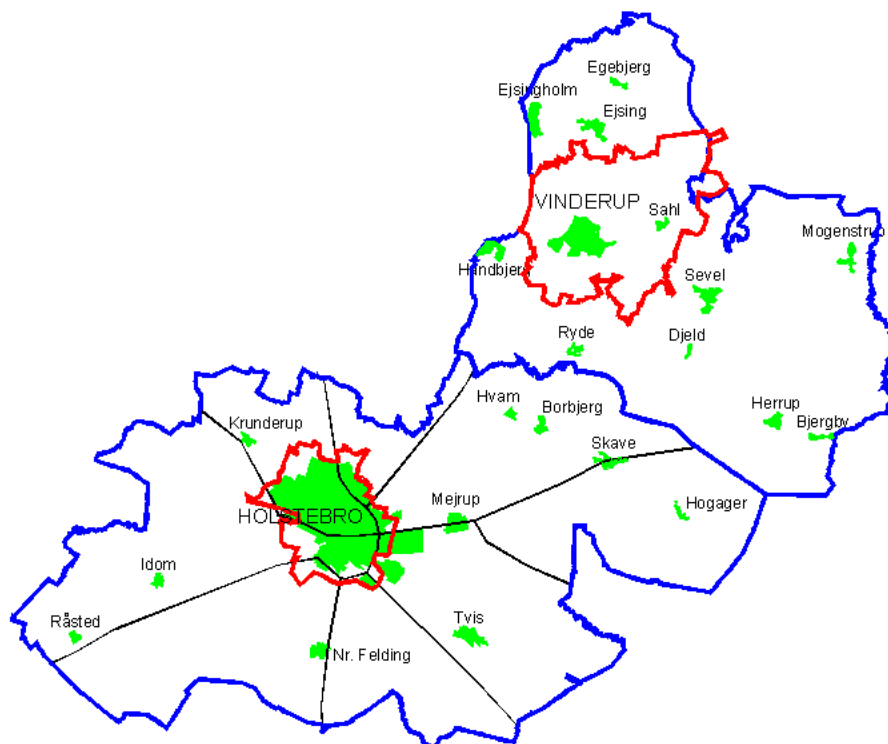 Egebjerg
Ejsingholm
Ejsing
VINDERUP
Sahl
Mogenstrup
Handbjer
Sevel
Ryde
Djeld
Hvam
Borbjerg
Herrup
Bjergby
Krunderup
Skave
Mejrup
Hogager
HOLSTEBRO
Idom
Råsted
Tvis
Nr. Felding